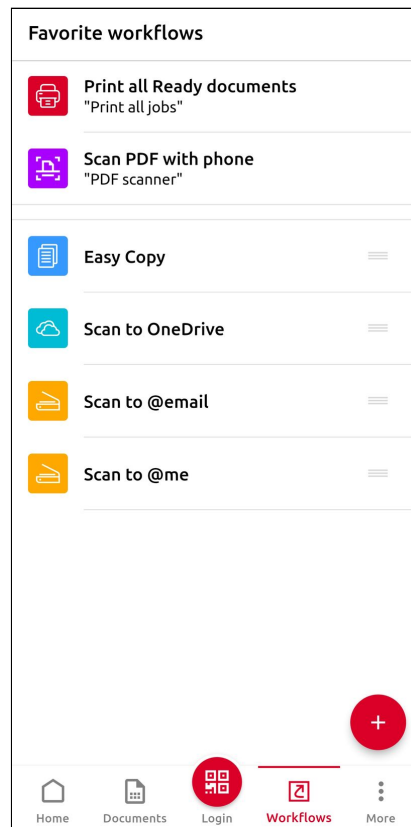 Favorite workflows
Print all Ready documents
"Print all jobs"
Scan PDF with phone
"PDF scanner"
Easy Copy
Scan to OneDrive
Scan to @email
Scan to @me
Home
Documents
Login
Workflows
More